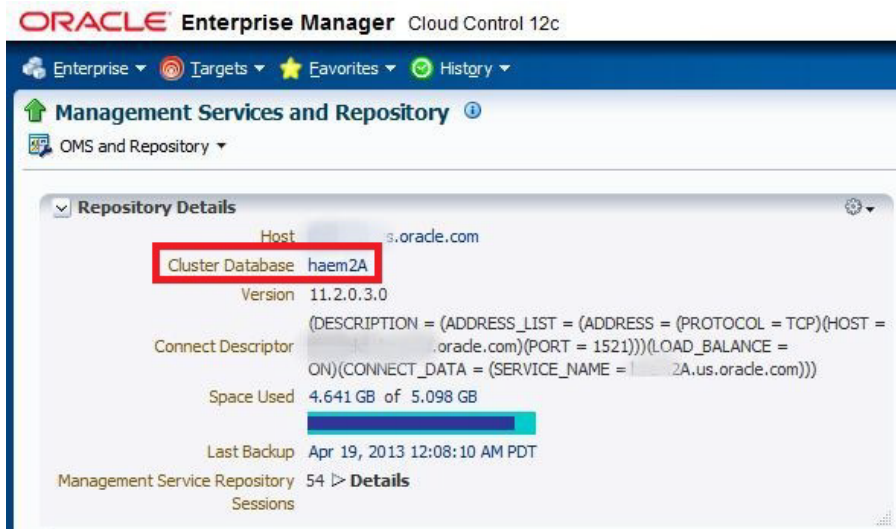 ORACLE Enterprise Manager Cloud Control 12c
Enterprise Targets Favorites History
Management Services and Repository
OMS and Repository
Repository Details
Host s.oracle.com
Cluster Database haem2A
Version 11.2.0.3.0
(DESCRIPTION = (ADDRESS_LIST = (ADDRESS = (PROTOCOL = TCP)(HOST =
Connect Descriptor .oracle.com)(PORT = 1521)))(LOAD_BALANCE =
ON)(CONNECT_DATA = (SERVICE_NAME = 2A.us.oracle.com)))
Space Used 4.641 GB of 5.098 GB
Last Backup Apr 19, 2013 12:08:10 AM PDT
Management Service Repository 54 Details
Sessions